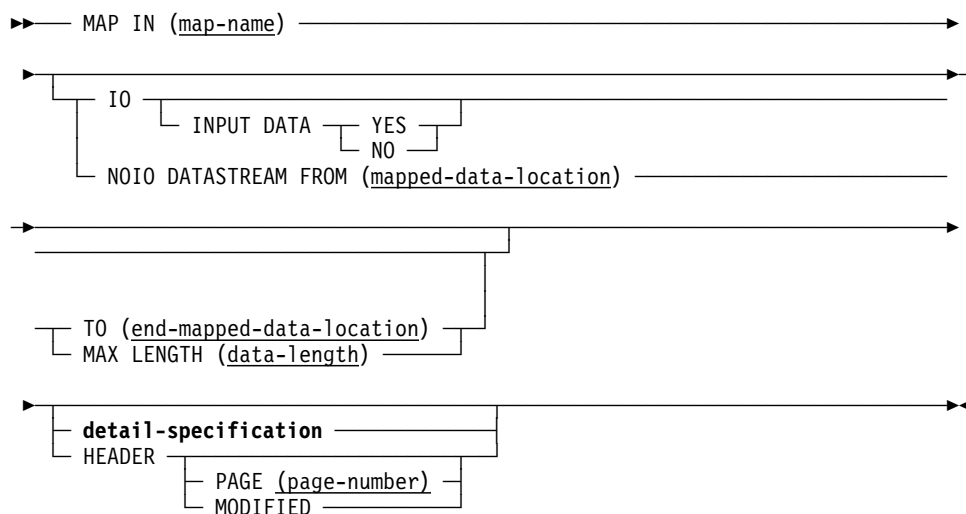 MAP IN (map-name)
IO
INPUT DATA YES
NO
NOIO DATASTREAM FROM (mapped-data-location)
TO (end-mapped-data-location)
MAX LENGTH (data-length)
detail-specification
HEADER
PAGE (page-number)
MODIFIED